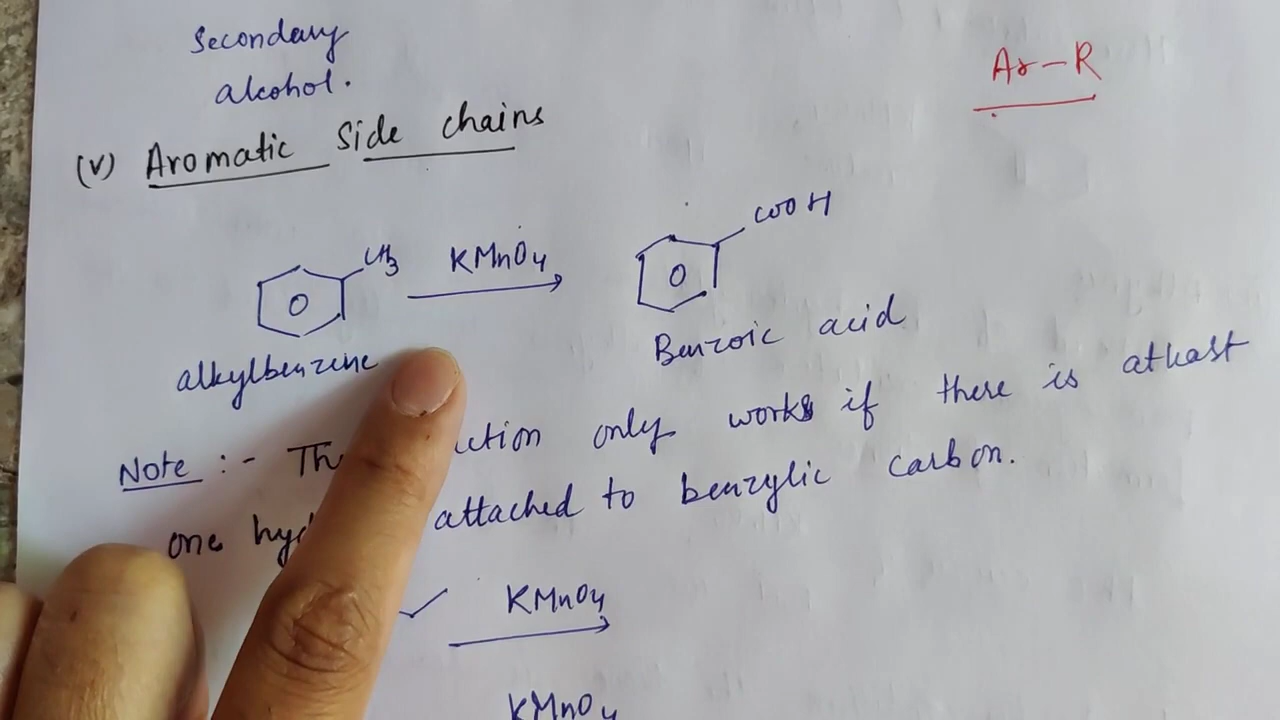 Secondary
alcohol.
Ar-R
(V) Aromatic Side chains
CH3
KMnO4
COOH
alkylbenzene
Benzoic acid
Note :- Th ction only works if there is atleast
one hyd attached to benzylic carbon.
KMnO4
KMnO4